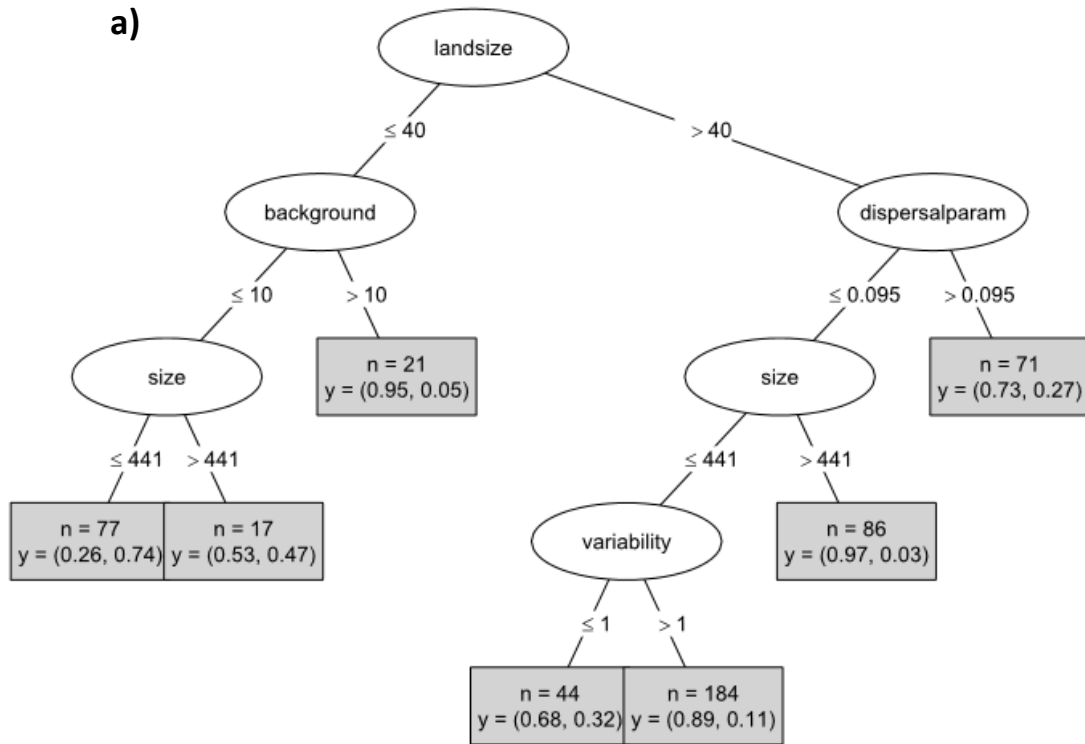 a)
landsize
≤ 40
> 40
background
dispersalparam
≤ 10
> 10
≤ 0.095
> 0.095
size
n = 21
y = (0.95, 0.05)
size
n = 71
y = (0.73, 0.27)
≤ 441
> 441
≤ 441
> 441
n = 77
y = (0.26, 0.74)
n = 17
y = (0.53, 0.47)
variability
n = 86
y = (0.97, 0.03)
≤ 1
> 1
n = 44
y = (0.68, 0.32)
n = 184
y = (0.89, 0.11)